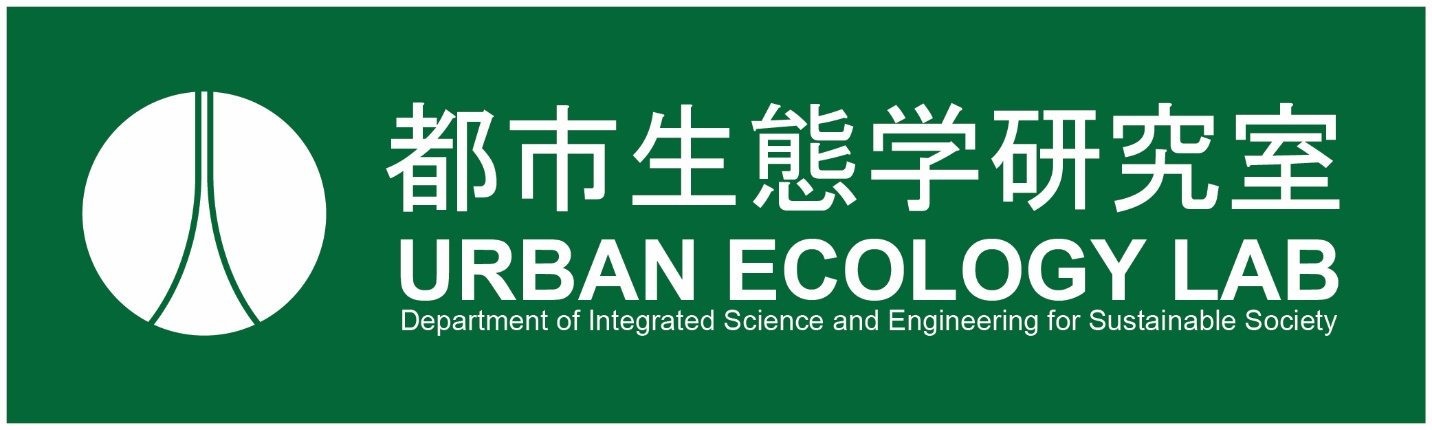 都市生態学研究室
URBAN ECOLOGY LAB
Department of Integrated Science and Engineering for Sustainable Society